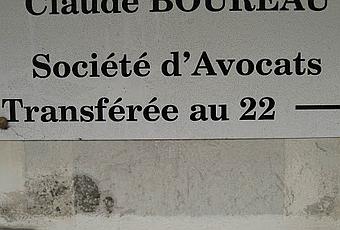 Claude BOUREAU
Société d'Avocats
Transférée au 22 —